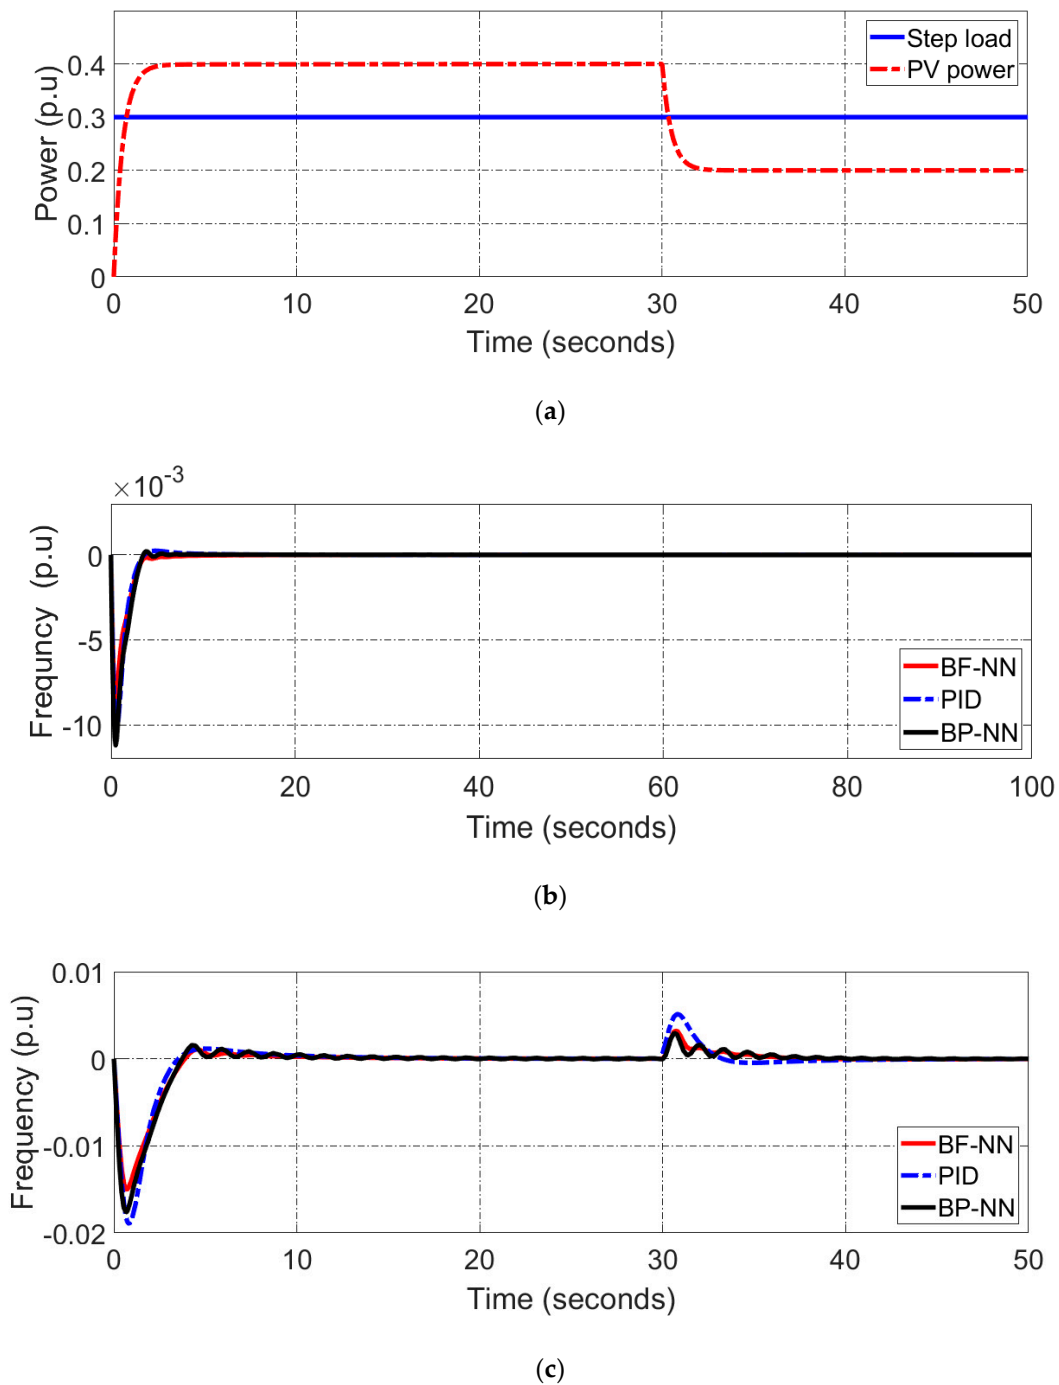 Step load
PV power
Power (p.u)
0.4
0.3
0.2
0.1
0
0 10 20 30 40 50
Time (seconds)
(a)
×10-3
Frequncy (p.u)
0
-5
-10
BF-NN
PID
BP-NN
0 20 40 60 80 100
Time (seconds)
(b)
Frequency (p.u)
0.01
0
-0.01
-0.02
BF-NN
PID
BP-NN
0 10 20 30 40 50
Time (seconds)
(c)